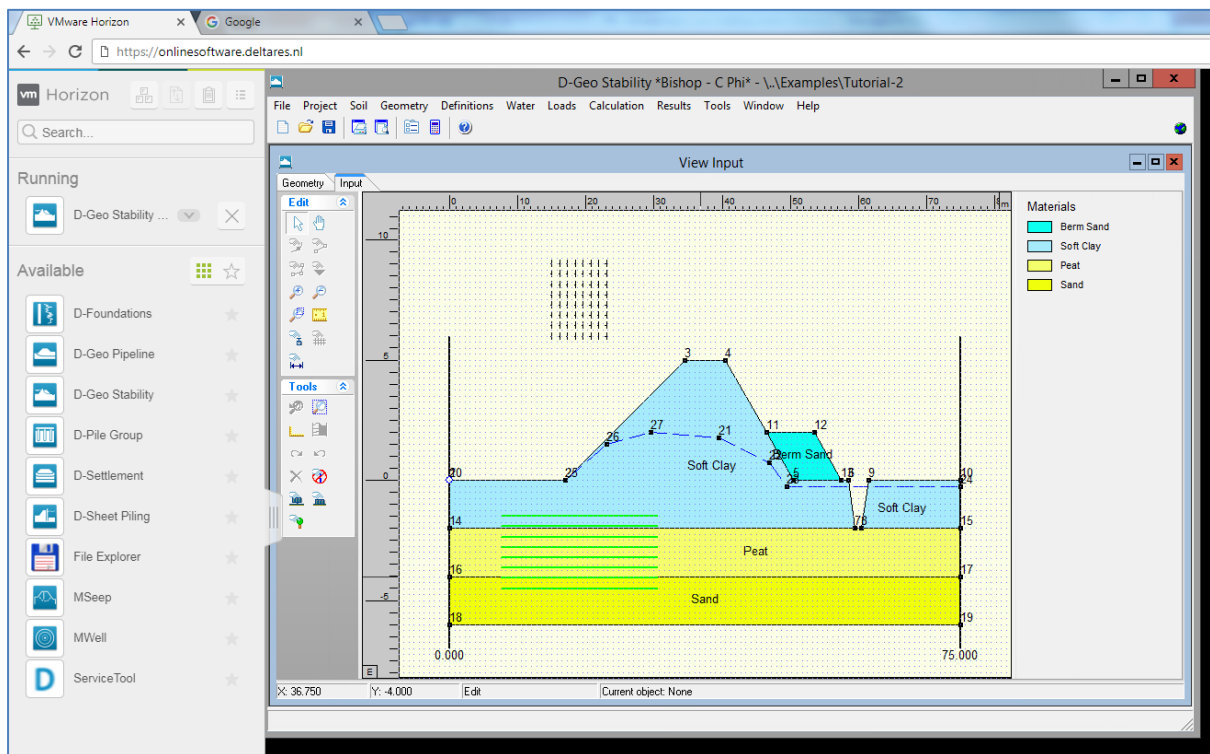 VMware Horizon
Google
https://onlinesoftware.deltares.nl
vm Horizon
Search...
Running
D-Geo Stability ...
Available
D-Foundations
D-Geo Pipeline
D-Geo Stability
D-Pile Group
D-Settlement
D-Sheet Piling
File Explorer
MSeep
MWell
D ServiceTool
D-Geo Stability *Bishop - C Phi* - \..\Examples\Tutorial-2
File Project Soil Geometry Definitions Water Loads Calculation Results Tools Window Help
View Input
Geometry Input
Edit
Tools
0 10 20 30 40 50 60 70 m
10
5
0
-5
3 4
11 12
26 27 21
Berm Sand
Soft Clay
25 5 9 10
Soft Clay
14 15
Peat
16 17
Sand
18 19
0.000 75.000
E
X: 36.750 Y: -4.000 Edit Current object: None
Materials
Berm Sand
Soft Clay
Peat
Sand